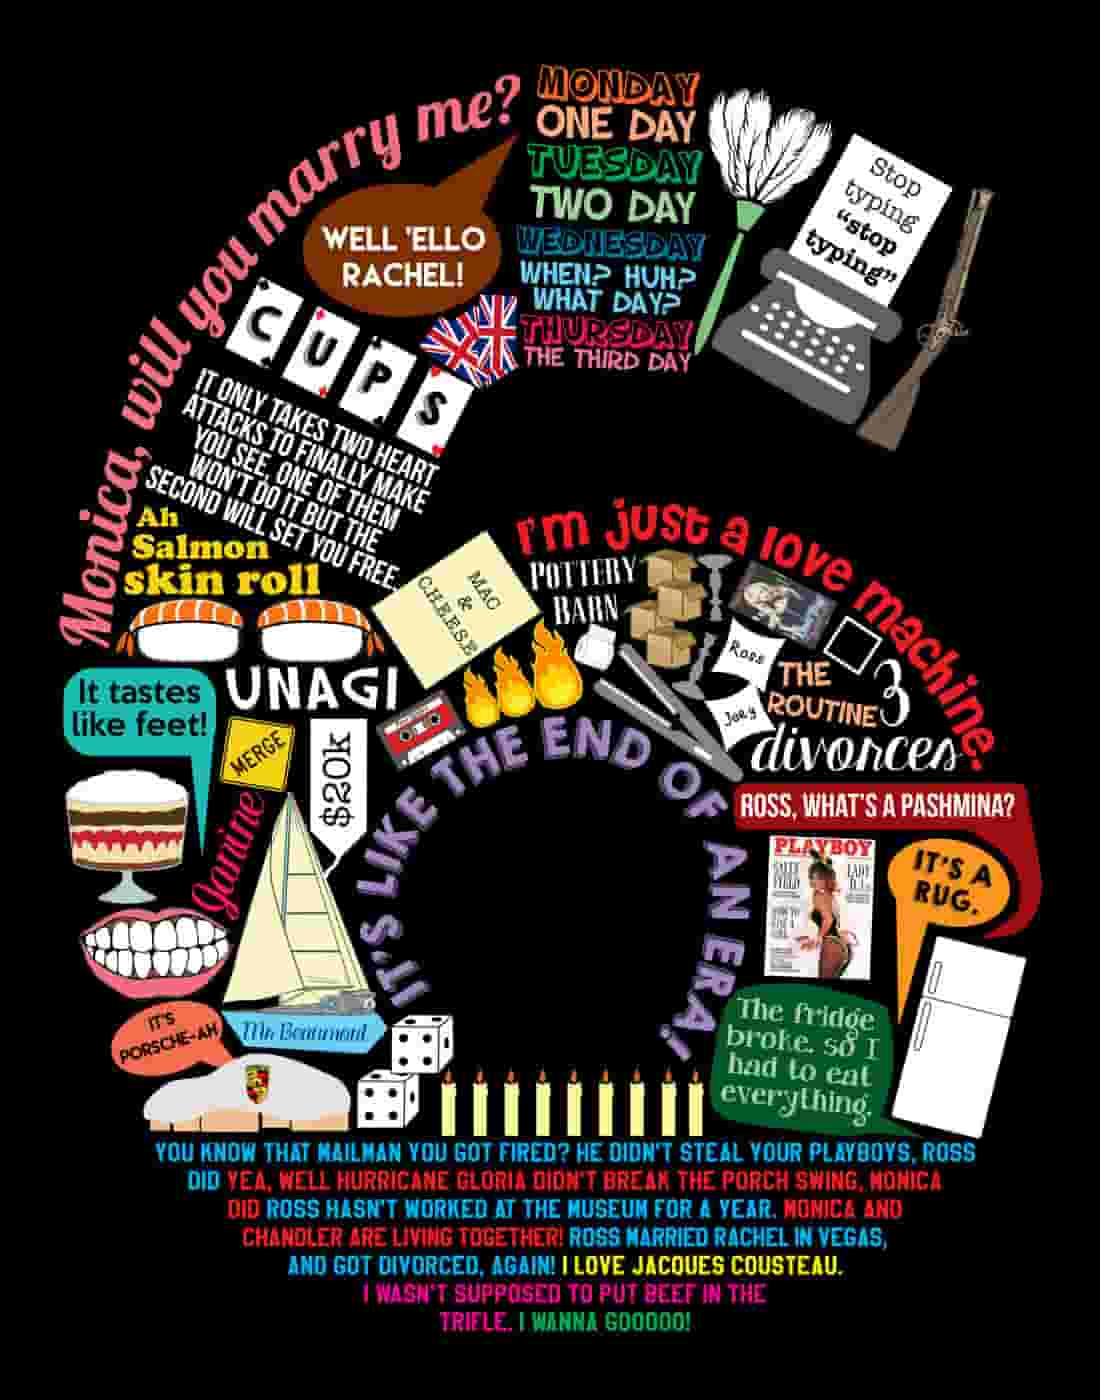 Monica, will you marry me?
MONDAY
ONE DAY
TUESDAY
TWO DAY
WEDNESDAY
WHEN? HUH?
WHAT DAY?
THURSDAY
THE THIRD DAY
WELL 'ELLO
RACHEL!
Stop
typing
"stop
typing"
CUPS
IT ONLY TAKES TWO HEART
ATTACKS TO FINALLY MAKE
YOU SEE, ONE OF THEM
WON'T DO IT BUT THE
SECOND WILL SET YOU FREE.
Ah
Salmon
skin roll
UNAGI
MAC
&
C.H.E.E.S.E
I'm just a love machine.
POTTERY
BARN
Ross
Joey
THE
ROUTINE
3
divorces
It tastes
like feet!
MERGE
$20k
Janine
IT'S LIKE THE END OF AN ERA!
ROSS, WHAT'S A PASHMINA?
PLAYBOY
SALLY
FIELD
IT'S A
RUG.
IT'S
PORSCHE-AH
Mr Beaumont
The fridge
broke. so I
had to eat
everything.
YOU KNOW THAT MAILMAN YOU GOT FIRED? HE DIDN'T STEAL YOUR PLAYBOYS, ROSS
DID YEA, WELL HURRICANE GLORIA DIDN'T BREAK THE PORCH SWING, MONICA
DID ROSS HASN'T WORKED AT THE MUSEUM FOR A YEAR. MONICA AND
CHANDLER ARE LIVING TOGETHER! ROSS MARRIED RACHEL IN VEGAS,
AND GOT DIVORCED, AGAIN! I LOVE JACQUES COUSTEAU.
I WASN'T SUPPOSED TO PUT BEEF IN THE
TRIFLE. I WANNA GOOOOO!